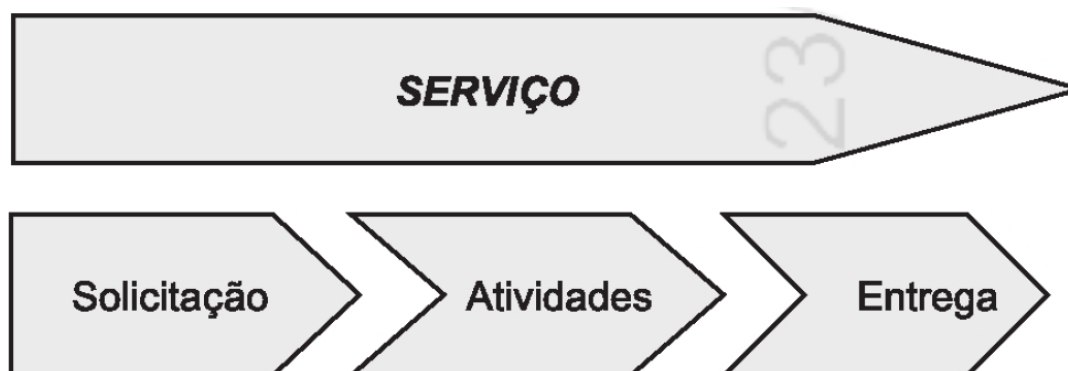 SERVIÇO
23
Solicitação
Atividades
Entrega